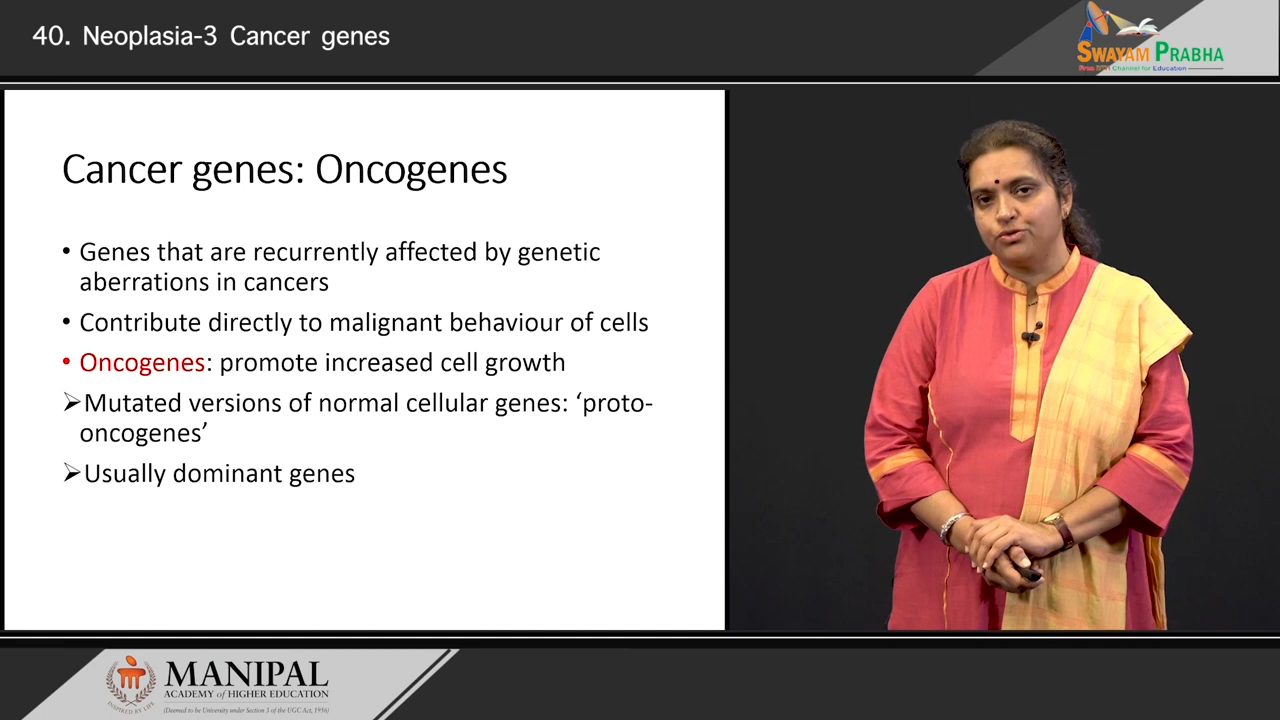 40. Neoplasia-3 Cancer genes
SWAYAM PRABHA
Free DTH Channel for Education
Cancer genes: Oncogenes
• Genes that are recurrently affected by genetic
aberrations in cancers
• Contribute directly to malignant behaviour of cells
• Oncogenes: promote increased cell growth
➢Mutated versions of normal cellular genes: ‘proto-
oncogenes’
➢Usually dominant genes
INSPIRED BY LIFE
MANIPAL
ACADEMY of HIGHER EDUCATION
(Deemed to be University under Section 3 of the UGC Act, 1956)